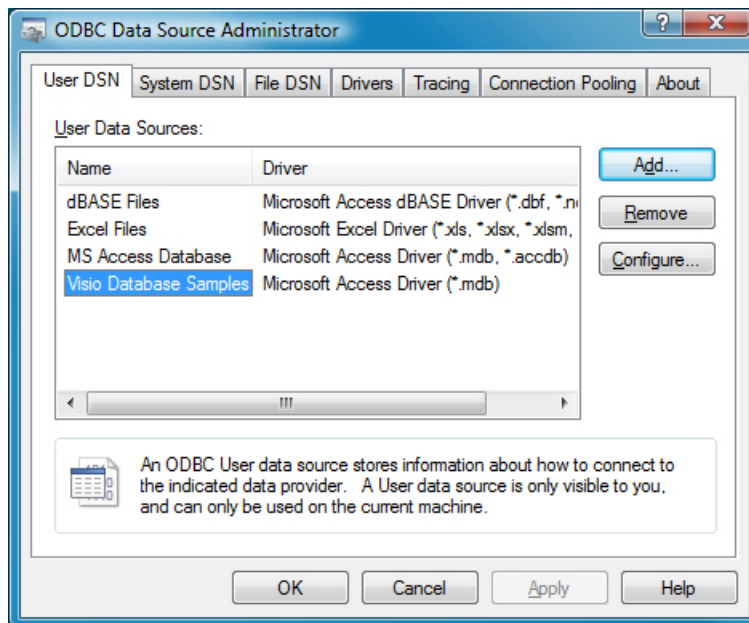 ODBC Data Source Administrator
User DSN System DSN File DSN Drivers Tracing Connection Pooling About
User Data Sources:
Name Driver
dBASE Files Microsoft Access dBASE Driver (*.dbf, *.n
Excel Files Microsoft Excel Driver (*.xls, *.xlsx, *.xlsm,
MS Access Database Microsoft Access Driver (*.mdb, *.accdb)
Visio Database Samples Microsoft Access Driver (*.mdb)
Add...
Remove
Configure...
An ODBC User data source stores information about how to connect to
the indicated data provider. A User data source is only visible to you,
and can only be used on the current machine.
OK Cancel Apply Help